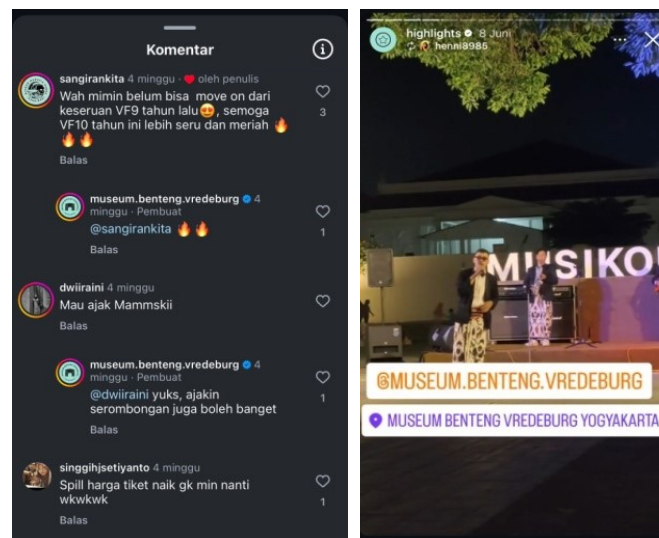 Komentar
sangirankita 4 minggu · ❤️ oleh penulis
Wah mimin belum bisa move on dari
keseruan VF9 tahun lalu😍, semoga
VF10 tahun ini lebih seru dan meriah 🔥
🔥🔥
3
Balas
museum.benteng.vredeburg 4
minggu · Pembuat
@sangirankita 🔥🔥
1
Balas
dwiiraini 4 minggu
Mau ajak Mammskii
Balas
museum.benteng.vredeburg 4
minggu · Pembuat
@dwiiraini yuks, ajakin
serombongan juga boleh banget
1
Balas
singgihjsetiyanto 4 minggu
Spill harga tiket naik gk min nanti
wkwkwk
1
Balas
highlights 8 Juni
henni8985
MUSIKO
@MUSEUM.BENTENG.VREDEBURG
MUSEUM BENTENG VREDEBURG YOGYAKARTA